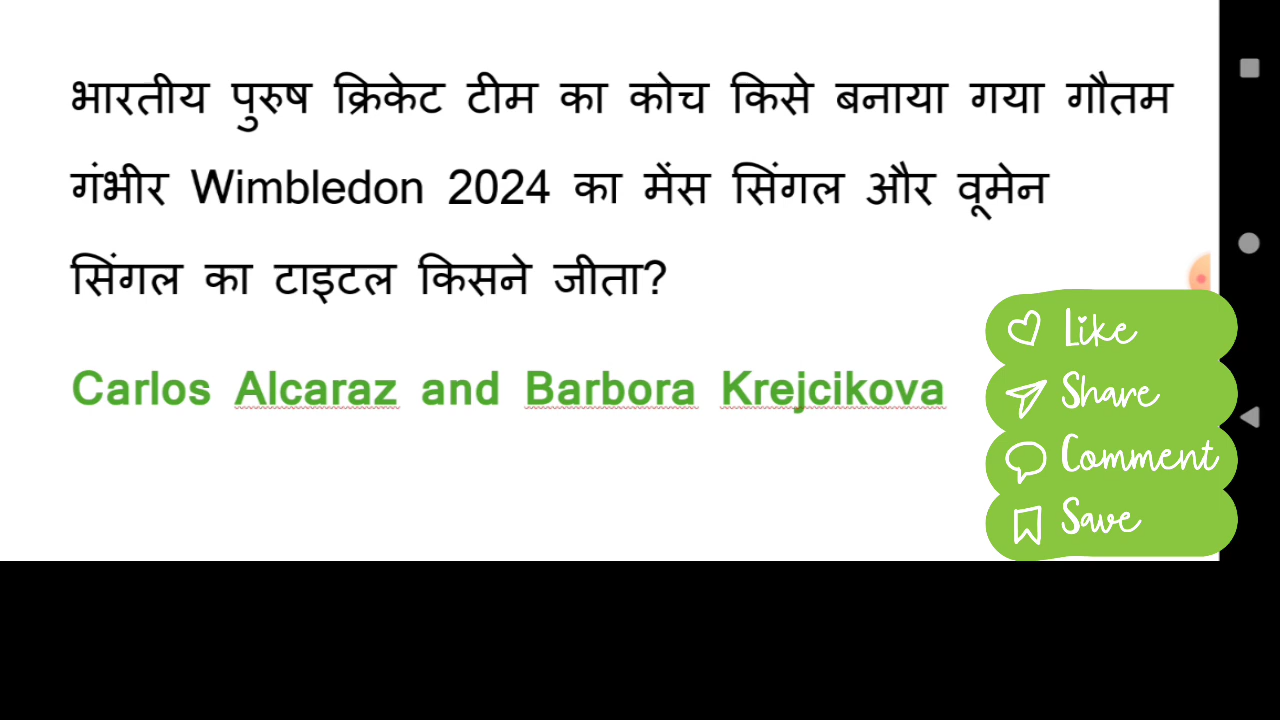 भारतीय पुरुष क्रिकेट टीम का कोच किसे बनाया गया गौतम
गंभीर Wimbledon 2024 का मेंस सिंगल और वूमेन
सिंगल का टाइटल किसने जीता?
Carlos Alcaraz and Barbora Krejcikova
Like
Share
Comment
Save